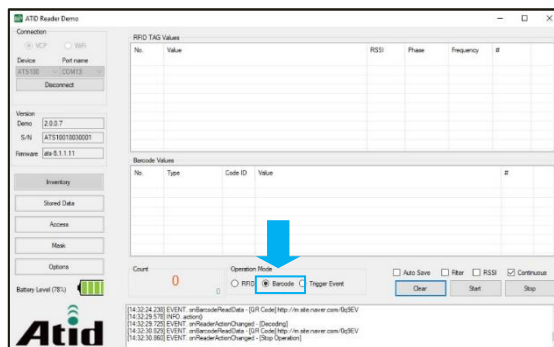 ATID Reader Demo
Connection
VCP WiFi
Device Port name
ATS100 COM13
Disconnect
Version
Demo 2.0.0.7
S/N ATS10018030001
Firmware ats-8.1.1.11
Inventory
Stored Data
Access
Mask
Options
Battery Level (78%)
Atid
RFID TAG Values
No. Value RSSI Phase Frequency #
Barcode Values
No. Type Code ID Value #
Count
0
0
Operation Mode
RFID Barcode Trigger Event
Auto Save Filter RSSI Continuous
Clear Start Stop
[14:32:24.238] EVENT. onBarcodeReadData - [QR Code] http://m.site.naver.com/0q9EV
[14:32:29.578] INFO. action()
[14:32:29.725] EVENT. onReaderActionChanged - [Decoding]
[14:32:30.829] EVENT. onBarcodeReadData - [QR Code] http://m.site.naver.com/0q9EV
[14:32:30.860] EVENT. onReaderActionChanged - [Stop Operation]